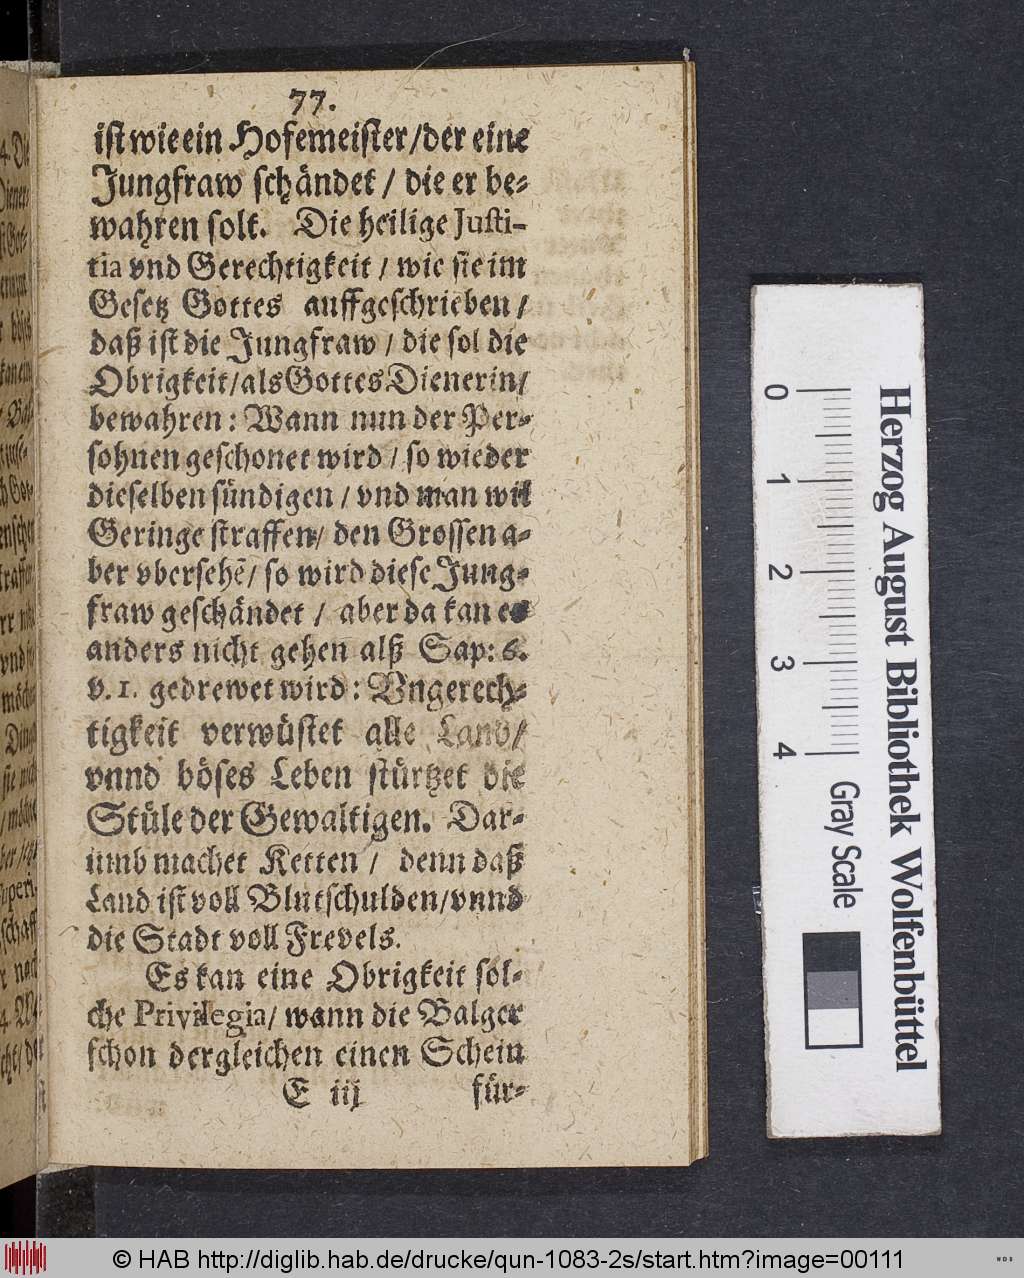 77.
ist wie ein Hofemeister/ der eine
Jungfraw schändet / die er be-
wahren solt. Die heilige Justi-
tia vnd Gerechtigkeit / wie sie im
Gesetz Gottes auffgeschrieben /
daß ist die Jungfraw / die sol die
Obrigkeit/ als Gottes Dienerin/
bewahren: Wann nun der Per-
sohnen geschonet wird / so wieder
dieselben sündigen / vnd man wil
Geringe straffen/ den Grossen a-
ber vbersehē/ so wird diese Jung-
fraw geschändet / aber da kan es
anders nicht gehen alß Sap: 6.
v. 1. gedrewet wird: Vngerech-
tigkeit verwüstet alle Land/
vnnd böses Leben stürtzet die
Stüle der Gewaltigen. Dar-
umb machet Ketten / denn daß
Land ist voll Blutschulden/ vnnd
die Stadt voll Frevels.
Es kan eine Obrigkeit sol-
che Privilegia/ wann die Balger
schon dergleichen einen Schein
E iij für-
Herzog August Bibliothek Wolfenbüttel
0 1 2 3 4 Gray Scale
© HAB http://diglib.hab.de/drucke/qun-1083-2s/start.htm?image=00111